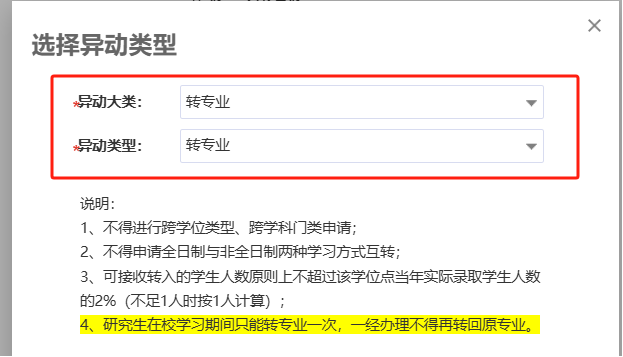 选择异动类型
*异动大类：
转专业
*异动类型：
转专业
说明：
1、不得进行跨学位类型、跨学科门类申请；
2、不得申请全日制与非全日制两种学习方式互转；
3、可接收转入的学生人数原则上不超过该学位点当年实际录取学生人数
的2%（不足1人时按1人计算）；
4、研究生在校学习期间只能转专业一次，一经办理不得再转回原专业。